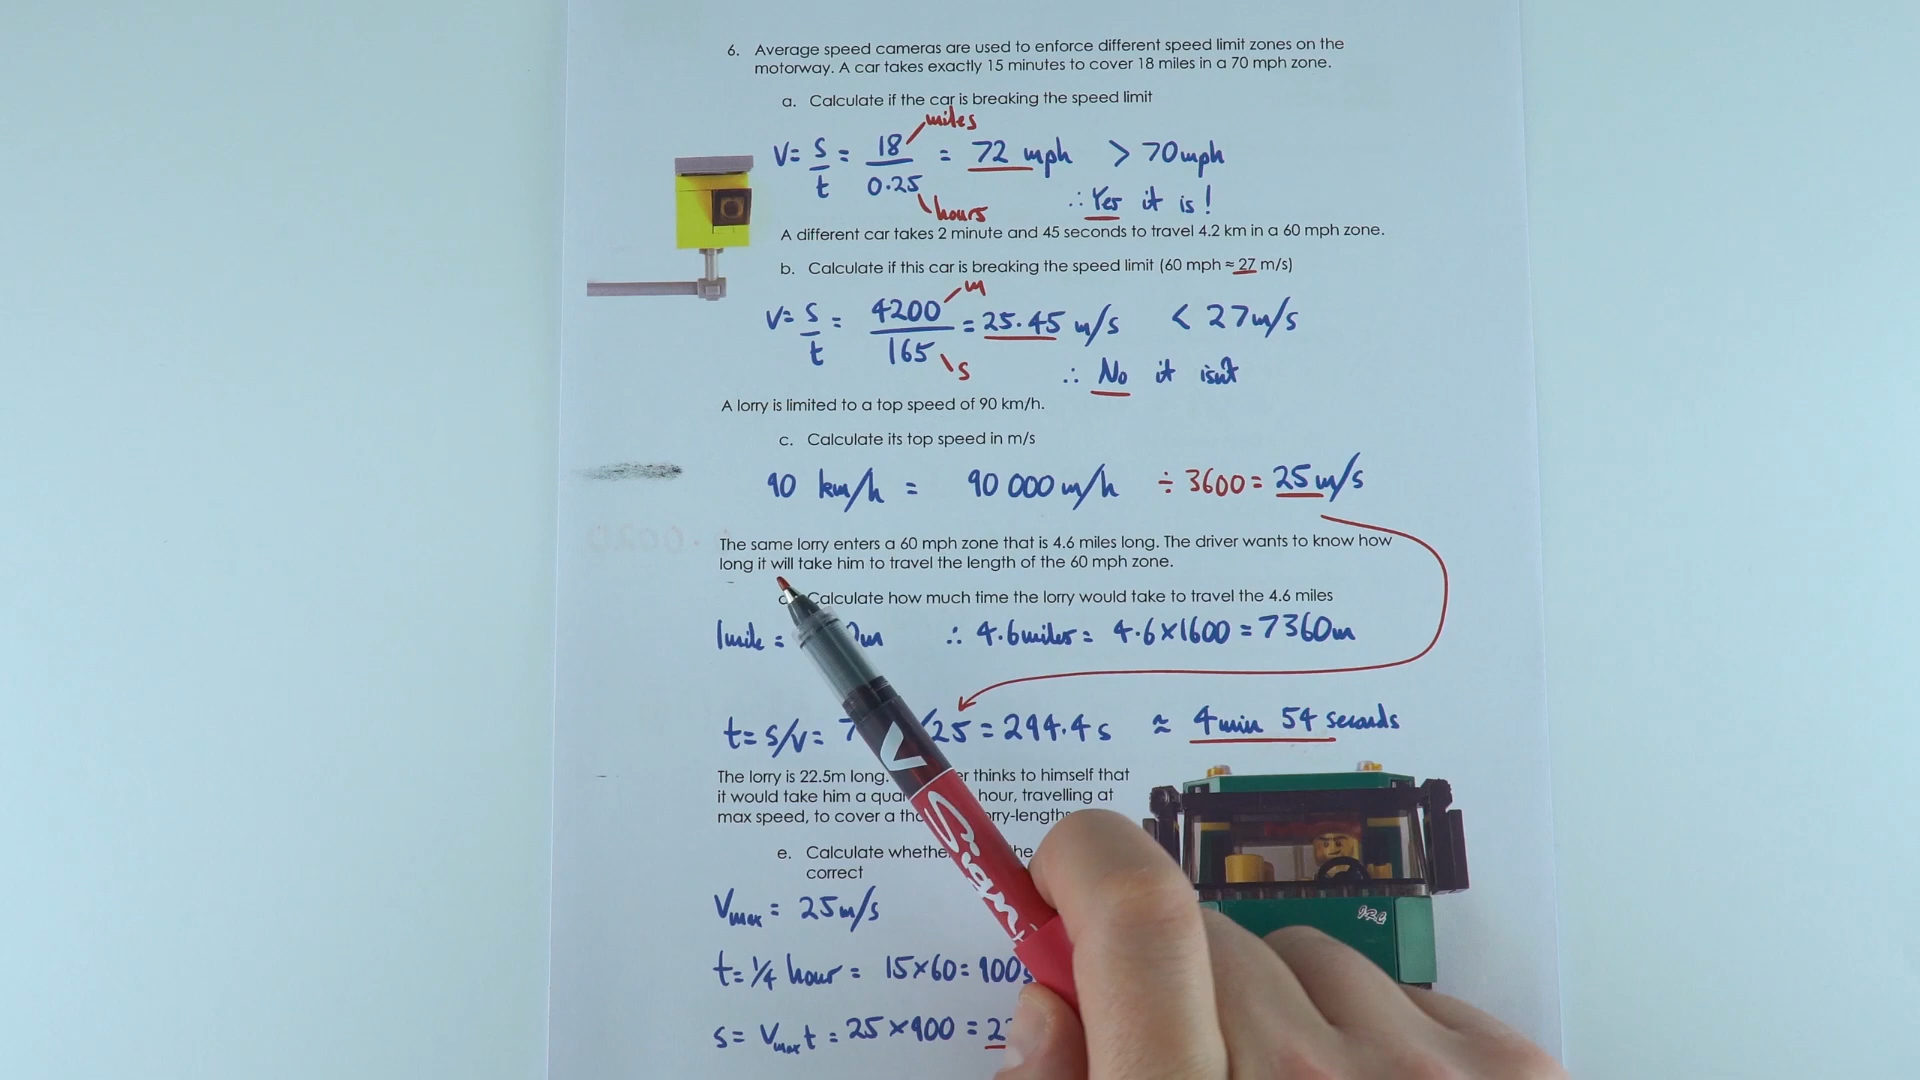 6. Average speed cameras are used to enforce different speed limit zones on the
motorway. A car takes exactly 15 minutes to cover 18 miles in a 70 mph zone.
a. Calculate if the car is breaking the speed limit
miles
V = s/t = 18/0.25 = 72 mph > 70mph
hours
∴ Yes it is!
A different car takes 2 minute and 45 seconds to travel 4.2 km in a 60 mph zone.
b. Calculate if this car is breaking the speed limit (60 mph ≈ 27 m/s)
m
V = s/t = 4200/165 = 25.45 m/s < 27m/s
s
∴ No it isn't
A lorry is limited to a top speed of 90 km/h.
c. Calculate its top speed in m/s
90 km/h = 90 000 m/h ÷ 3600 = 25 m/s
The same lorry enters a 60 mph zone that is 4.6 miles long. The driver wants to know how
long it will take him to travel the length of the 60 mph zone.
Calculate how much time the lorry would take to travel the 4.6 miles
1mile = m ∴ 4.6miles = 4.6×1600 = 7360m
t = s/v = 7 /25 = 294.4 s ≈ 4min 54 seconds
The lorry is 22.5m long. thinks to himself that
it would take him a hour, travelling at
max speed, to cover a
e. Calculate
correct
Vmax = 25m/s
t = 1/4 hour = 15×60 = 900s
s = Vmax t = 25 × 900 =
V Sign
JRC